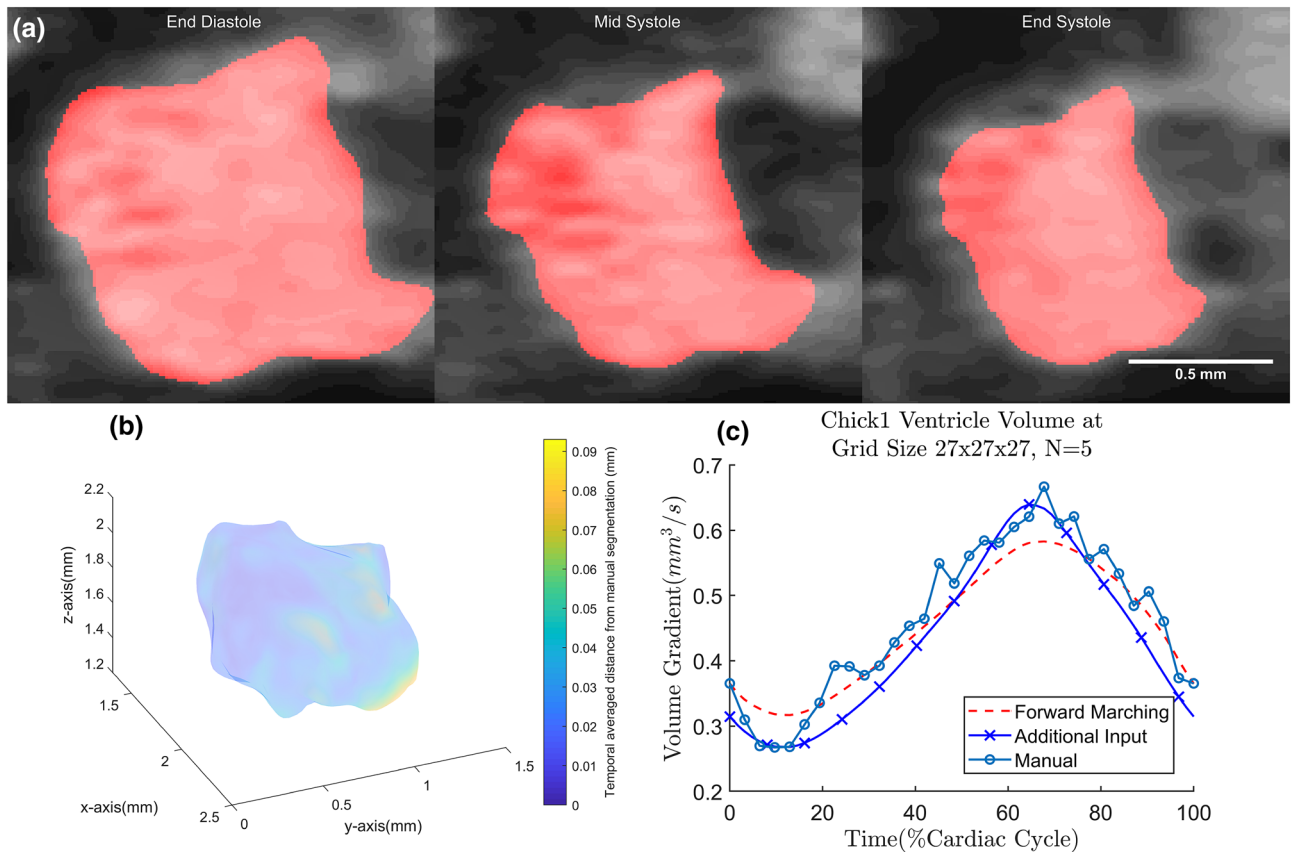 (a)
End Diastole
Mid Systole
End Systole
0.5 mm
(b)
2.2
2
1.8
1.6
1.4
1.2
z-axis(mm)
1.5
2
2.5
x-axis(mm)
0
0.5
1
1.5
y-axis(mm)
0.09
0.08
0.07
0.06
0.05
0.04
0.03
0.02
0.01
0
Temporal averaged distance from manual segmentation (mm)
(c)
Chick1 Ventricle Volume at
Grid Size 27x27x27, N=5
0.7
0.6
0.5
0.4
0.3
0.2
Volume Gradient(mm³/s)
Forward Marching
Additional Input
Manual
0
20
40
60
80
100
Time(%Cardiac Cycle)